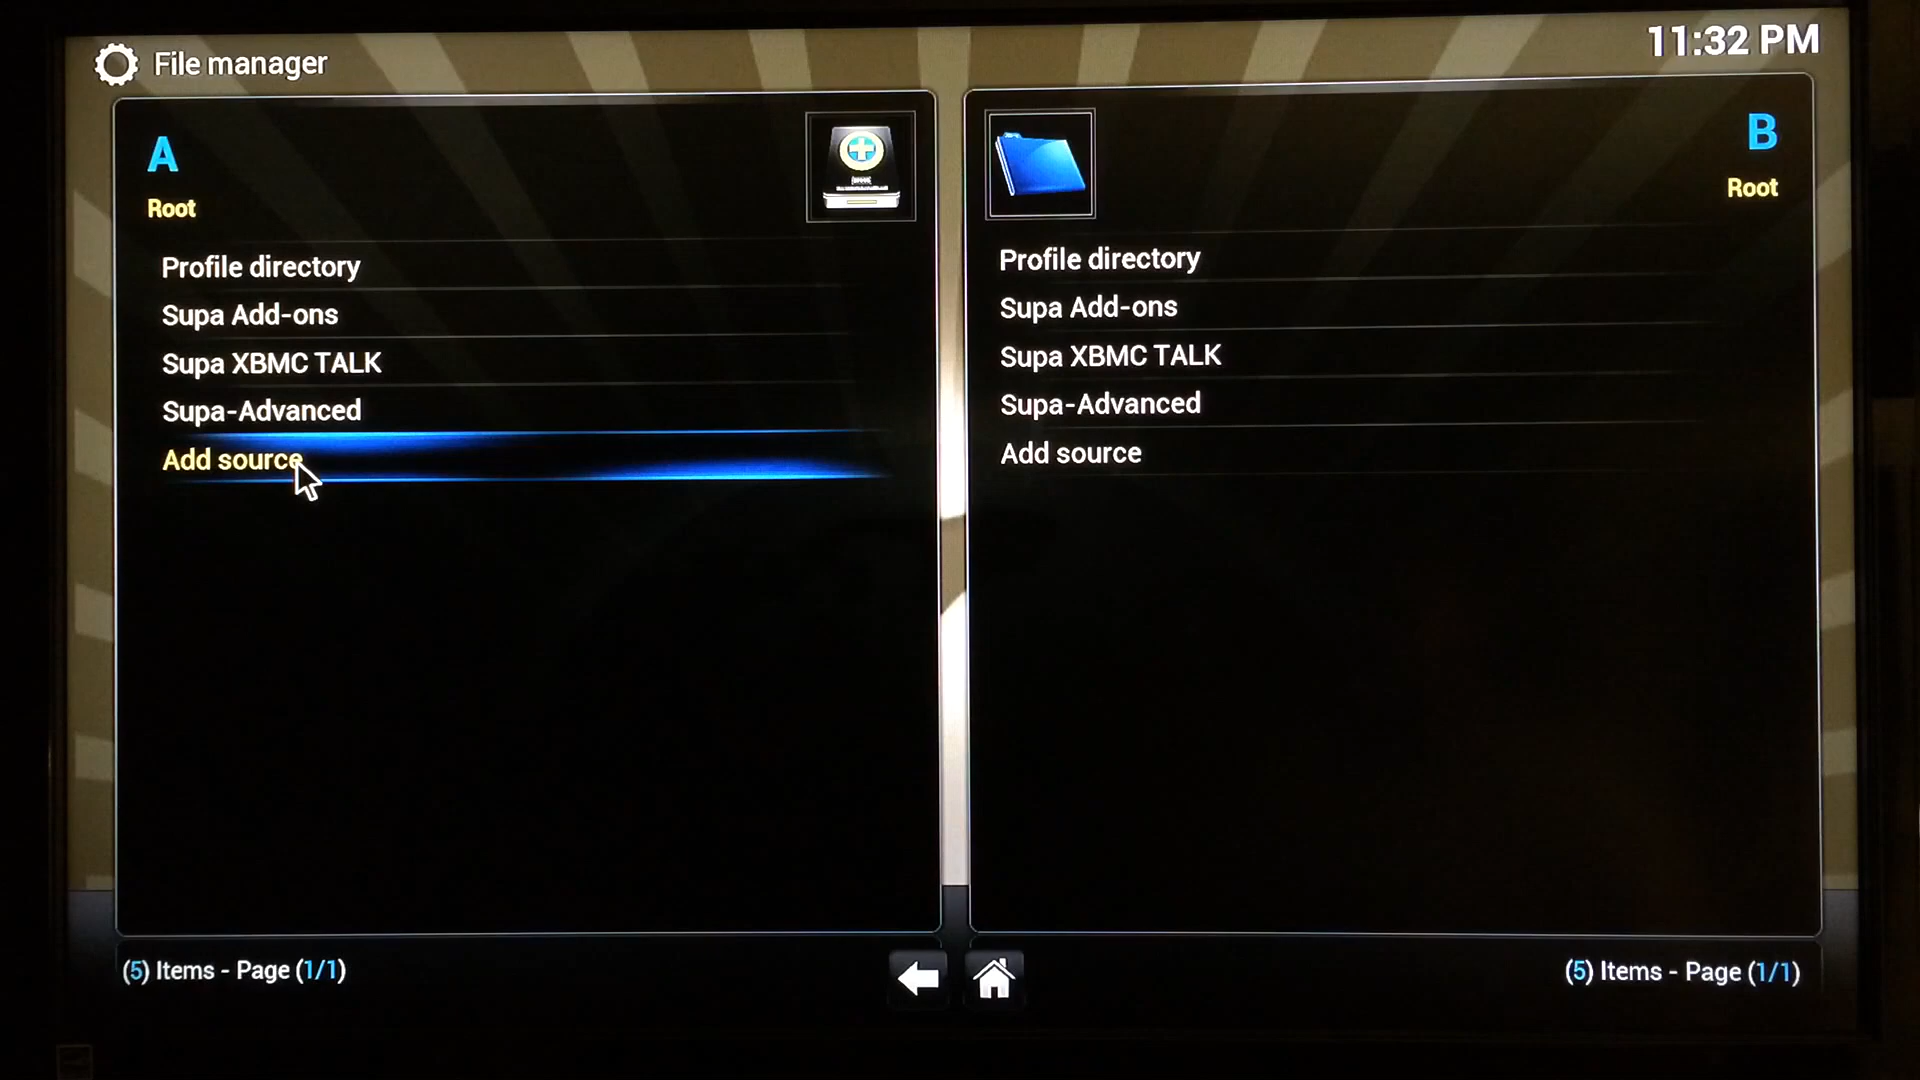 File manager
11:32 PM
A
Root
Profile directory
Supa Add-ons
Supa XBMC TALK
Supa-Advanced
Add source
(5) Items - Page (1/1)
B
Root
Profile directory
Supa Add-ons
Supa XBMC TALK
Supa-Advanced
Add source
(5) Items - Page (1/1)